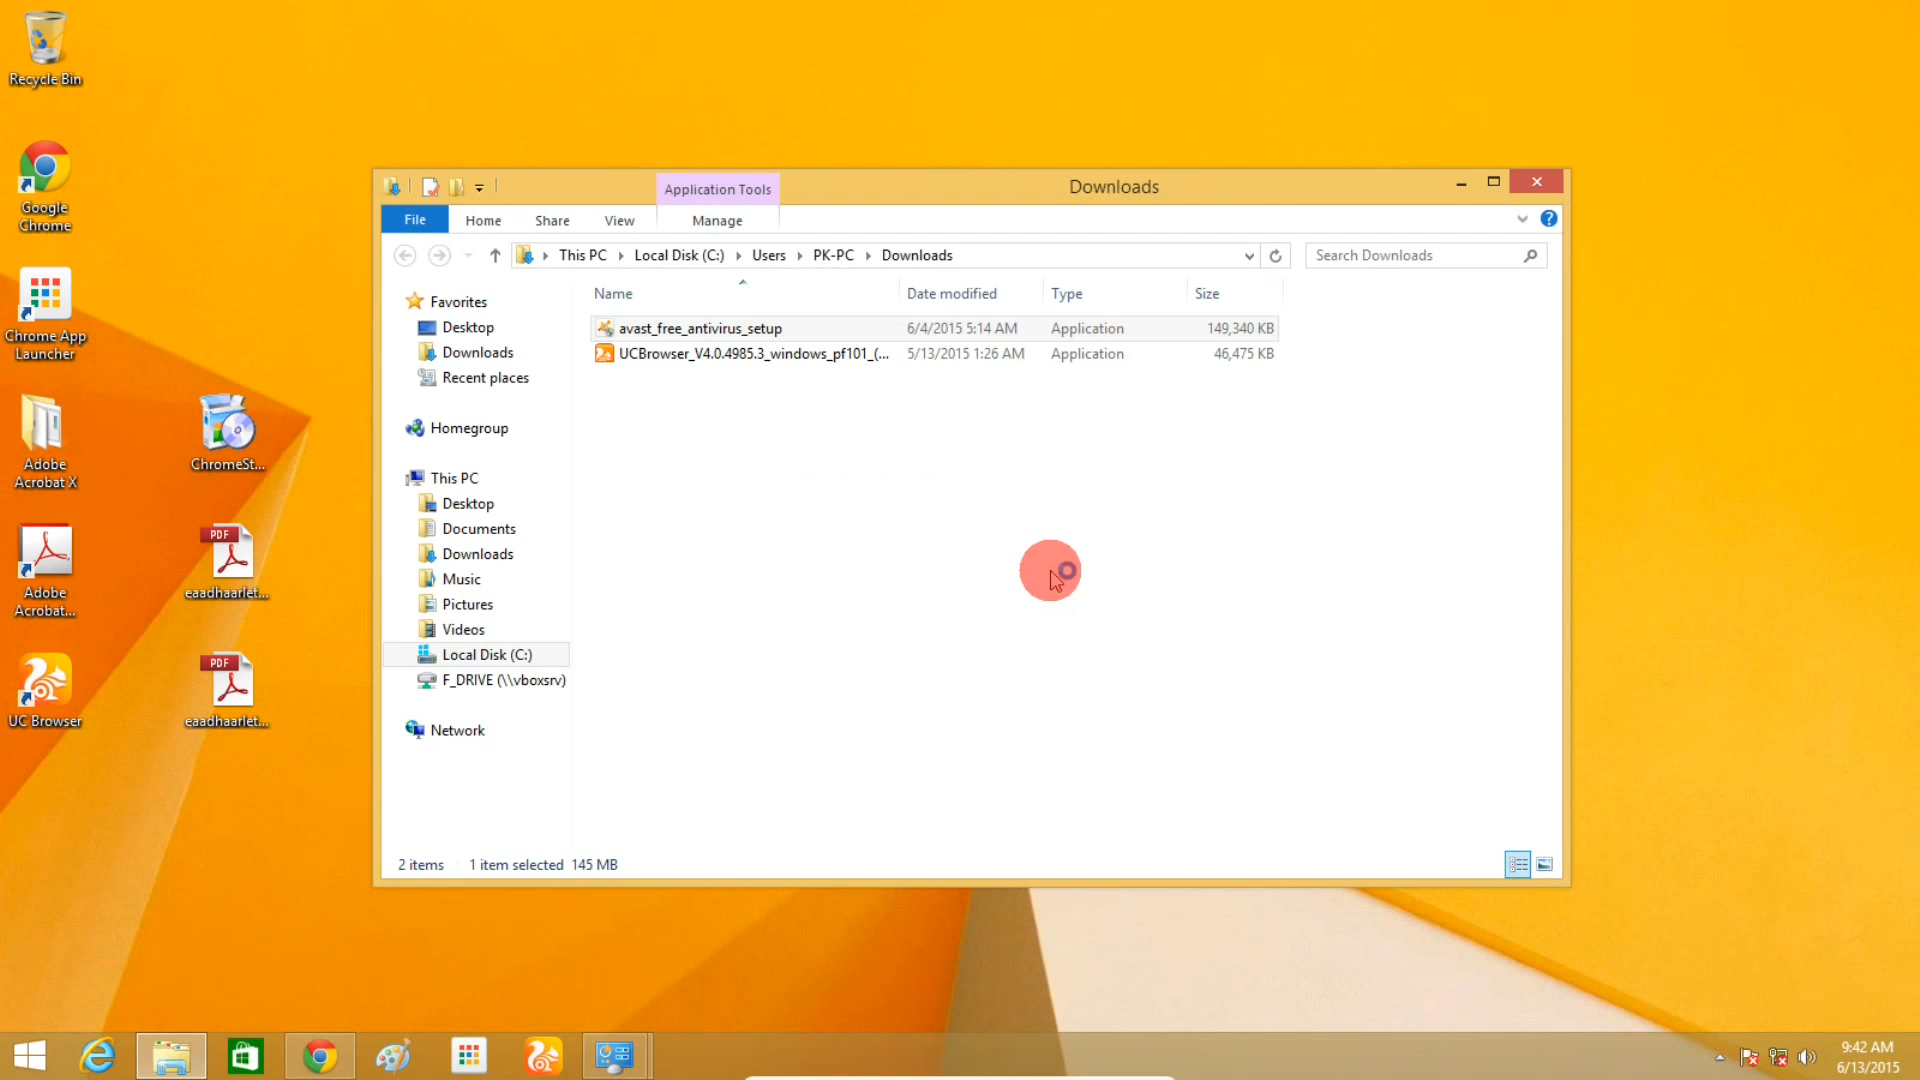 Recycle Bin
Google
Chrome
Chrome App
Launcher
Adobe
Acrobat X
Adobe
Acrobat...
UC Browser
ChromeSt...
PDF
eaadhaarlet...
PDF
eaadhaarlet...
Application Tools
Downloads
File
Home
Share
View
Manage
This PC
Local Disk (C:)
Users
PK-PC
Downloads
Search Downloads
Name
Date modified
Type
Size
avast_free_antivirus_setup
6/4/2015 5:14 AM
Application
149,340 KB
UCBrowser_V4.0.4985.3_windows_pf101_(...
5/13/2015 1:26 AM
Application
46,475 KB
Favorites
Desktop
Downloads
Recent places
Homegroup
This PC
Desktop
Documents
Downloads
Music
Pictures
Videos
Local Disk (C:)
F_DRIVE (\\vboxsrv)
Network
2 items
1 item selected 145 MB
9:42 AM
6/13/2015